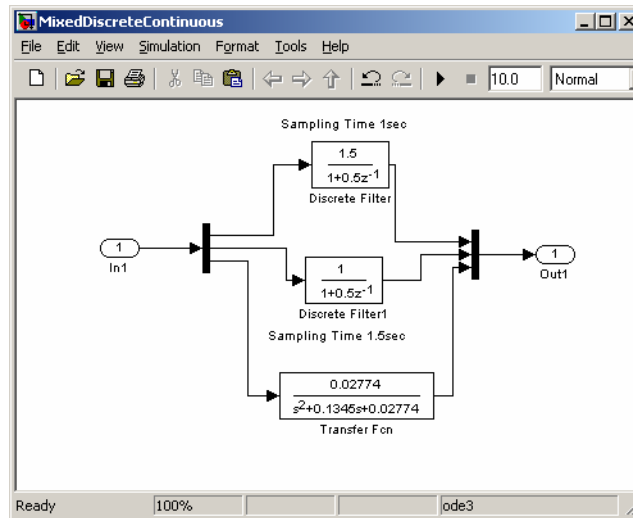 MixedDiscreteContinuous
File Edit View Simulation Format Tools Help
10.0 Normal
Sampling Time 1sec
1.5
1+0.5z-1
Discrete Filter
1
In1
1
1+0.5z-1
Discrete Filter1
1
Out1
Sampling Time 1.5sec
0.02774
s2+0.1345s+0.02774
Transfer Fcn
Ready 100% ode3